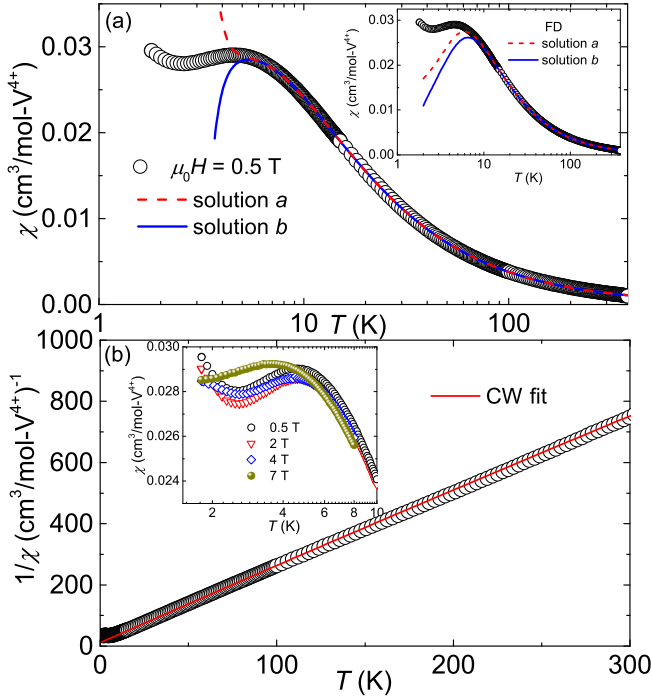 (a)
0.03
0.02
0.01
0.00
χ (cm³/mol-V⁴⁺)
μ₀H = 0.5 T
solution a
solution b
1
10
100
T (K)
FD
solution a
solution b
0.03
0.02
0.01
0.00
χ (cm³/mol-V⁴⁺)
1
10
100
T (K)
(b)
1000
800
600
400
200
0
1/χ (cm³/mol-V⁴⁺)⁻¹
CW fit
0
100
200
300
T (K)
0.030
0.028
0.026
0.024
χ (cm³/mol-V⁴⁺)
0.5 T
2 T
4 T
7 T
2
4
6
8
10
T (K)